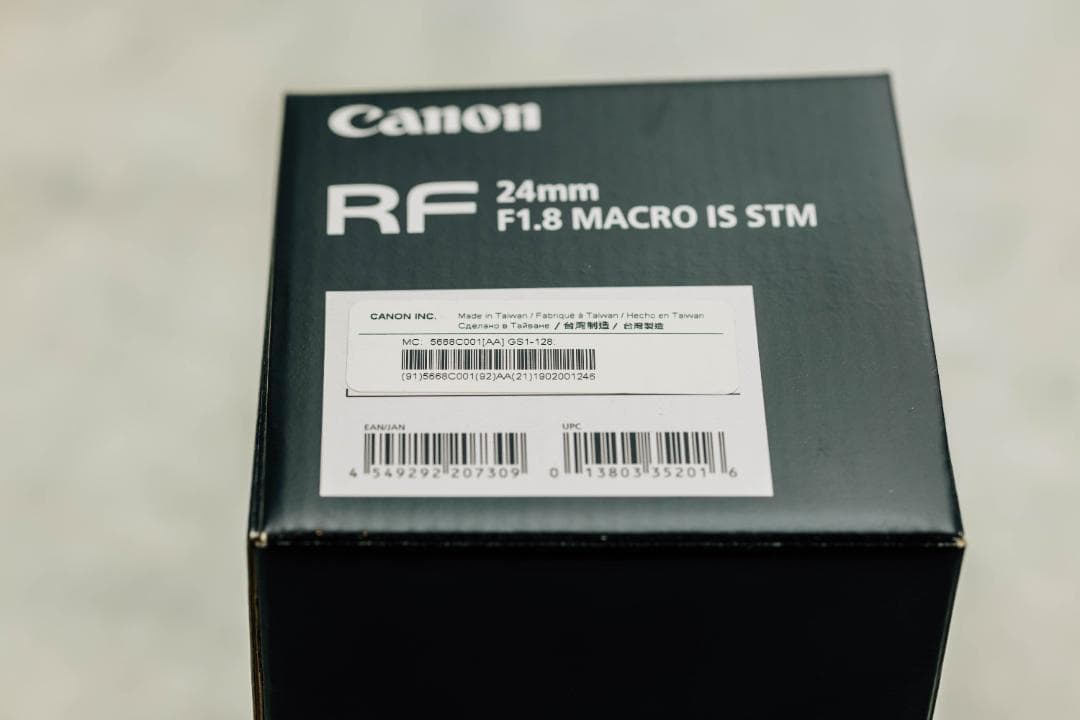 Canon
RF 24mm
F1.8 MACRO IS STM
CANON INC. Made in Taiwan / Fabriqué à Taiwan / Hecho en Taiwan
Сделано в Тайване / 台灣制造 / 台灣製造
MC: 5668C001[AA] GS1-128:
(91)5668C001(92)AA(21)1902001246
EAN/JAN UPC
4 549292 207309 0 13803 35201 6